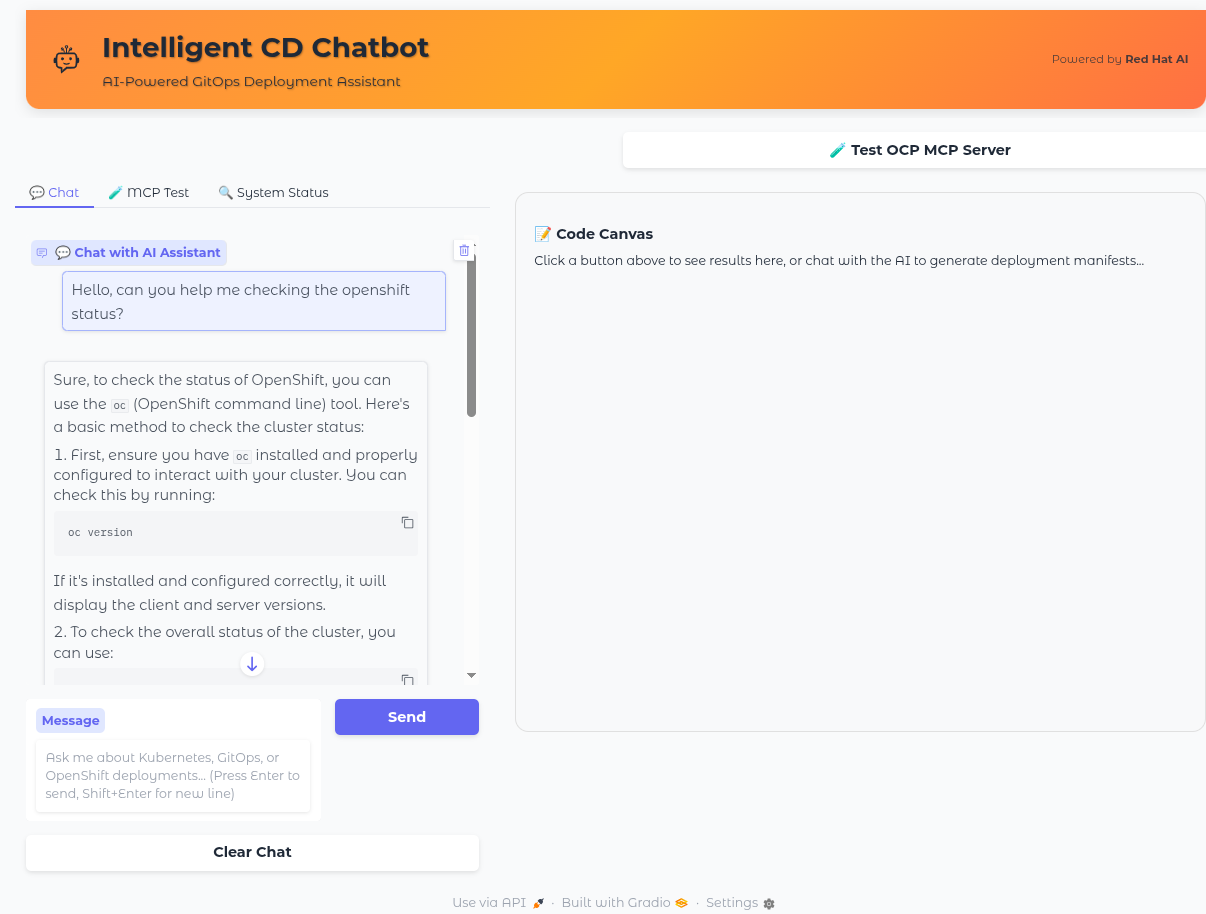 Intelligent CD Chatbot
AI-Powered GitOps Deployment Assistant
Powered by Red Hat AI
🧪 Test OCP MCP Server
💬 Chat
🧪 MCP Test
🔍 System Status
💬 Chat with AI Assistant
Hello, can you help me checking the openshift
status?
Sure, to check the status of OpenShift, you can
use the oc (OpenShift command line) tool. Here's
a basic method to check the cluster status:
1. First, ensure you have oc installed and properly
configured to interact with your cluster. You can
check this by running:
oc version
If it's installed and configured correctly, it will
display the client and server versions.
2. To check the overall status of the cluster, you
can use:
Message
Ask me about Kubernetes, GitOps, or
OpenShift deployments... (Press Enter to
send, Shift+Enter for new line)
Send
Clear Chat
📝 Code Canvas
Click a button above to see results here, or chat with the AI to generate deployment manifests...
Use via API 🚀 · Built with Gradio · Settings ⚙️